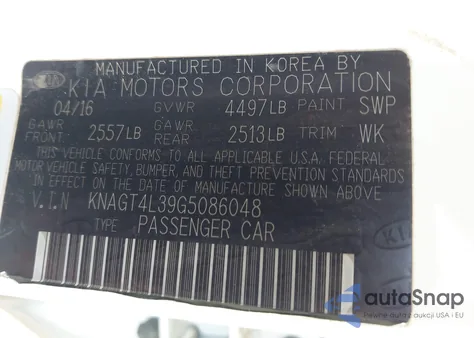 MANUFACTURED IN KOREA BY
KIA KIA MOTORS CORPORATION
04/16 GVWR 4497LB PAINT SWP
GAWR FRONT 2557LB GAWR REAR 2513LB TRIM WK
THIS VEHICLE CONFORMS TO ALL APPLICABLE U.S.A. FEDERAL
MOTOR VEHICLE SAFETY, BUMPER, AND THEFT PREVENTION
STANDARDS IN EFFECT ON THE DATE OF MANUFACTURE SHOWN ABOVE
V.I.N KNAGT4L39G5086048
TYPE PASSENGER CAR
KIA
autoSnap